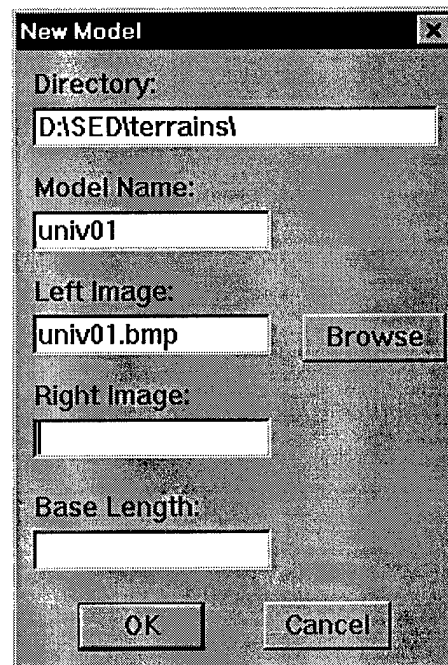 New Model
Directory:
D:\SED\terrains\
Model Name:
univ01
Left Image:
univ01.bmp
Browse
Right Image:
Base Length:
OK
Cancel